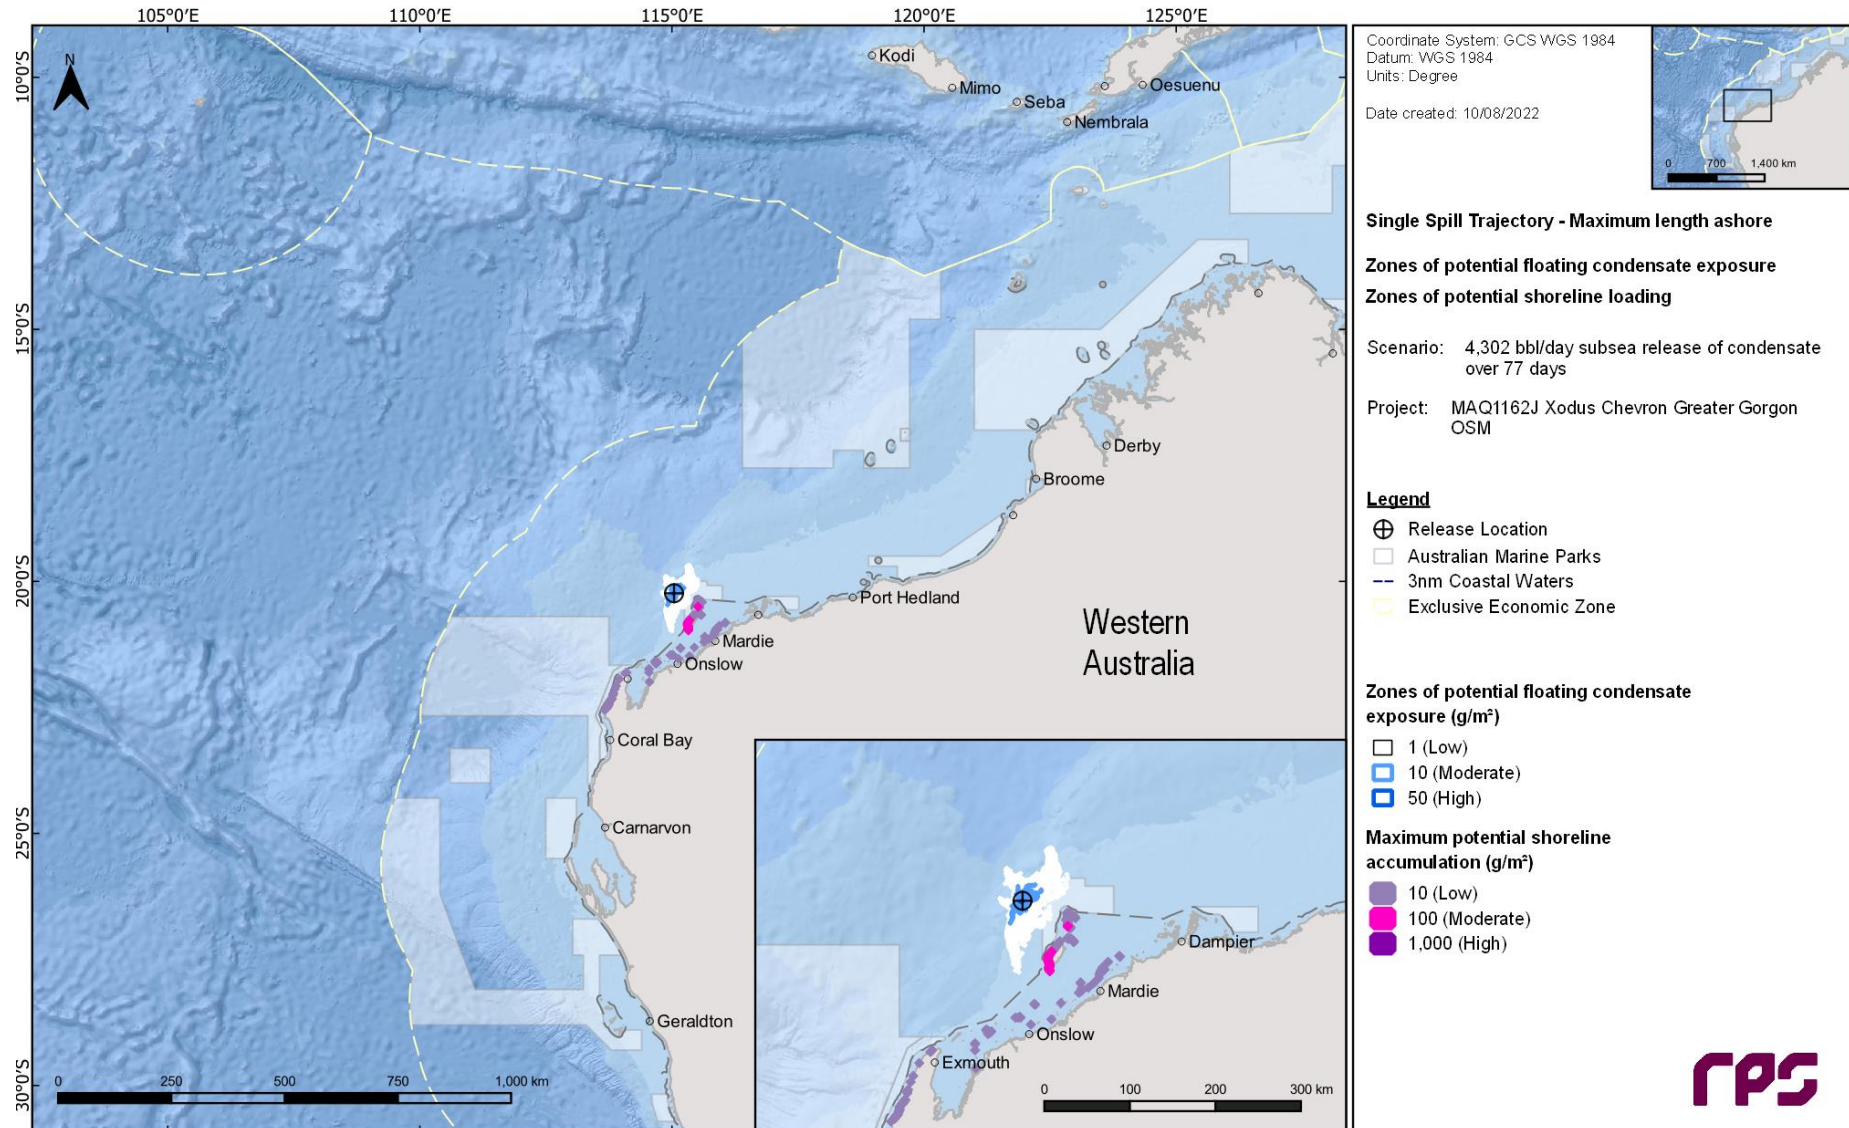 105°0'E
110°0'E
115°0'E
120°0'E
125°0'E
10°0'S
15°0'S
20°0'S
25°0'S
30°0'S
N
Kodi
Mimo
Seba
Oesuenu
Nembrala
Derby
Broome
Port Hedland
Mardie
Onslow
Coral Bay
Carnarvon
Geraldton
Western
Australia
0 250 500 750 1,000 km
Dampier
Mardie
Onslow
Exmouth
0 100 200 300 km
Coordinate System: GCS WGS 1984
Datum: WGS 1984
Units: Degree
Date created: 10/08/2022
0 700 1,400 km
Single Spill Trajectory - Maximum length ashore
Zones of potential floating condensate exposure
Zones of potential shoreline loading
Scenario: 4,302 bbl/day subsea release of condensate
over 77 days
Project: MAQ1162J Xodus Chevron Greater Gorgon
OSM
Legend
Release Location
Australian Marine Parks
3nm Coastal Waters
Exclusive Economic Zone
Zones of potential floating condensate
exposure (g/m²)
1 (Low)
10 (Moderate)
50 (High)
Maximum potential shoreline
accumulation (g/m²)
10 (Low)
100 (Moderate)
1,000 (High)
rps